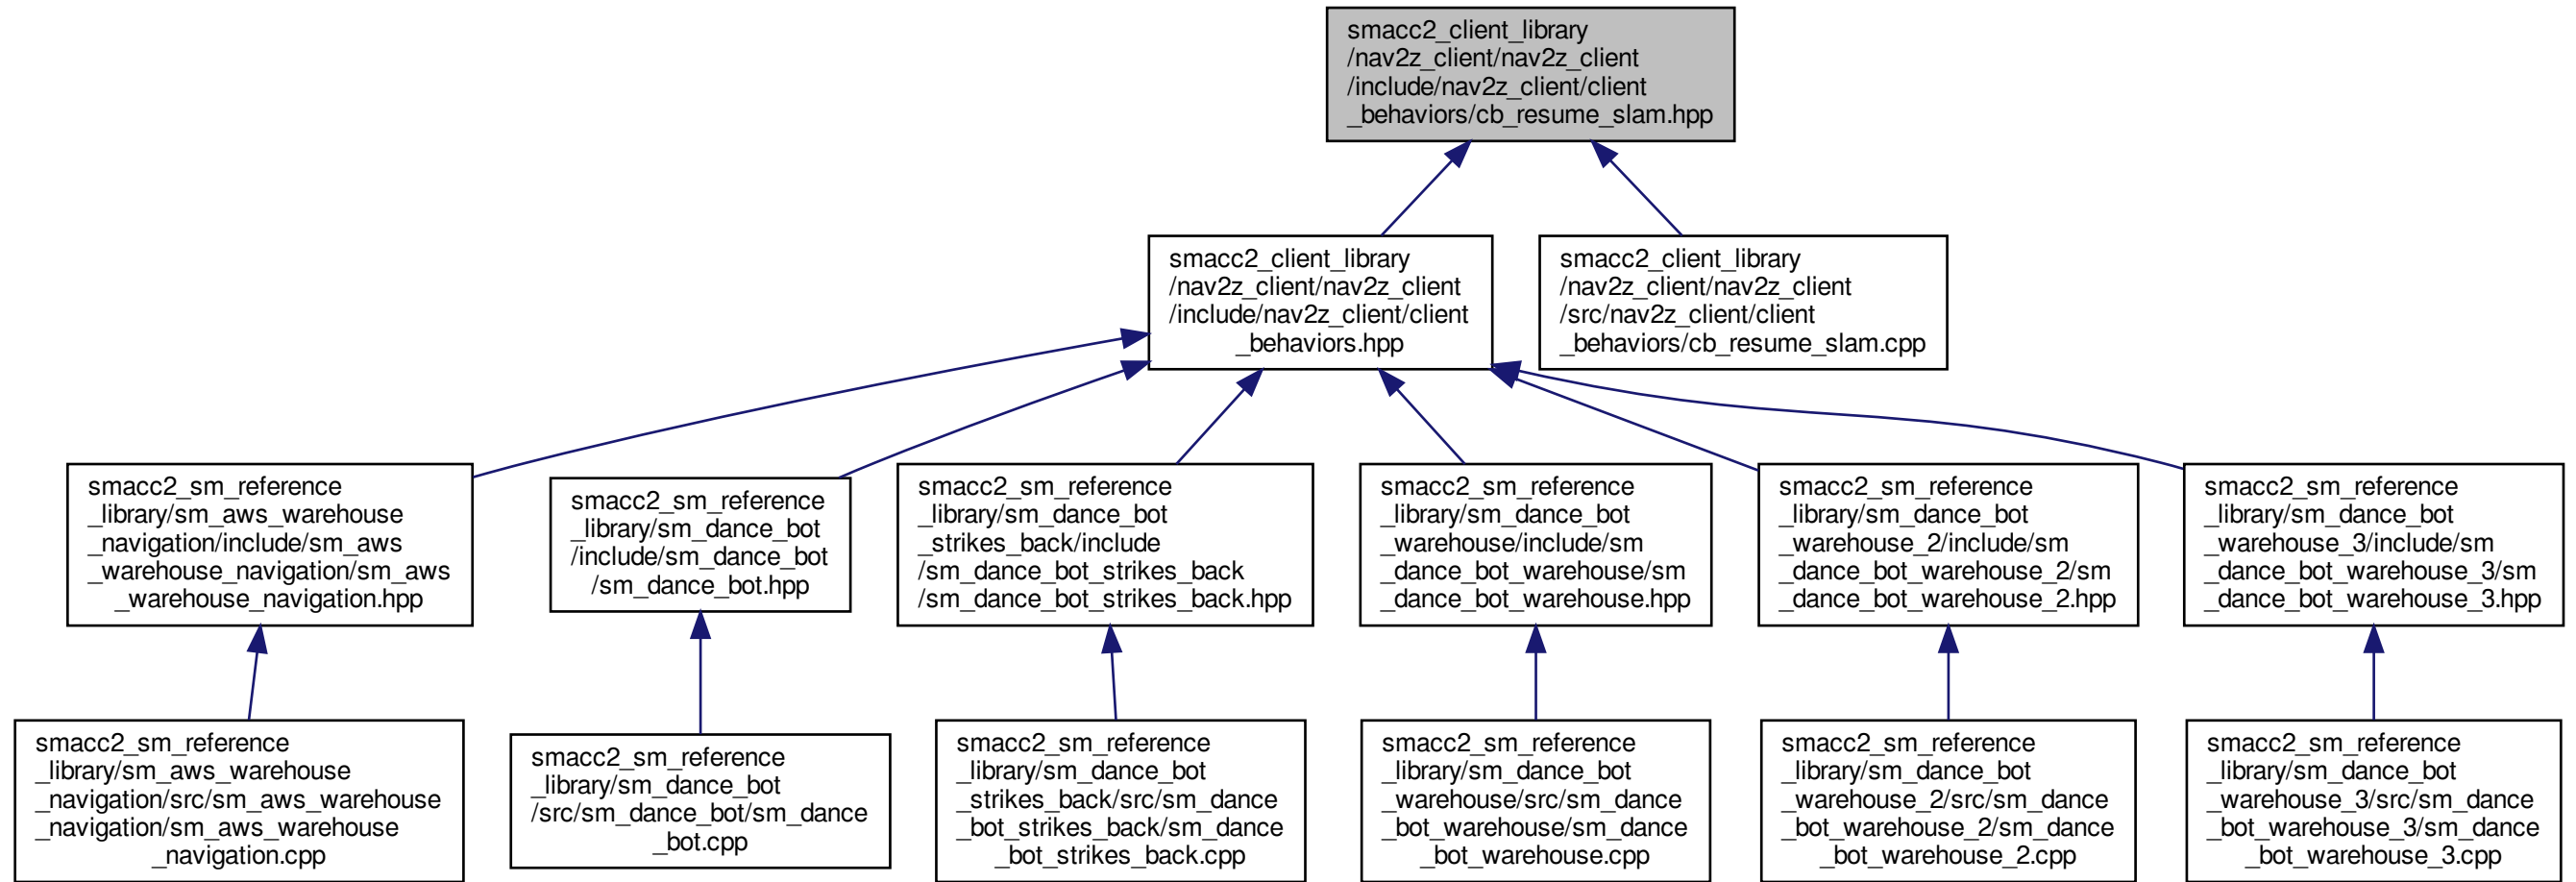 smacc2_client_library
/nav2z_client/nav2z_client
/include/nav2z_client/client
_behaviors/cb_resume_slam.hpp
smacc2_client_library
/nav2z_client/nav2z_client
/include/nav2z_client/client
_behaviors.hpp
smacc2_client_library
/nav2z_client/nav2z_client
/src/nav2z_client/client
_behaviors/cb_resume_slam.cpp
smacc2_sm_reference
_library/sm_aws_warehouse
_navigation/include/sm_aws
_warehouse_navigation/sm_aws
_warehouse_navigation.hpp
smacc2_sm_reference
_library/sm_dance_bot
/include/sm_dance_bot
/sm_dance_bot.hpp
smacc2_sm_reference
_library/sm_dance_bot
_strikes_back/include
/sm_dance_bot_strikes_back
/sm_dance_bot_strikes_back.hpp
smacc2_sm_reference
_library/sm_dance_bot
_warehouse/include/sm
_dance_bot_warehouse/sm
_dance_bot_warehouse.hpp
smacc2_sm_reference
_library/sm_dance_bot
_warehouse_2/include/sm
_dance_bot_warehouse_2/sm
_dance_bot_warehouse_2.hpp
smacc2_sm_reference
_library/sm_dance_bot
_warehouse_3/include/sm
_dance_bot_warehouse_3/sm
_dance_bot_warehouse_3.hpp
smacc2_sm_reference
_library/sm_aws_warehouse
_navigation/src/sm_aws_warehouse
_navigation/sm_aws_warehouse
_navigation.cpp
smacc2_sm_reference
_library/sm_dance_bot
/src/sm_dance_bot/sm_dance
_bot.cpp
smacc2_sm_reference
_library/sm_dance_bot
_strikes_back/src/sm_dance
_bot_strikes_back/sm_dance
_bot_strikes_back.cpp
smacc2_sm_reference
_library/sm_dance_bot
_warehouse/src/sm_dance
_bot_warehouse/sm_dance
_bot_warehouse.cpp
smacc2_sm_reference
_library/sm_dance_bot
_warehouse_2/src/sm_dance
_bot_warehouse_2/sm_dance
_bot_warehouse_2.cpp
smacc2_sm_reference
_library/sm_dance_bot
_warehouse_3/src/sm_dance
_bot_warehouse_3/sm_dance
_bot_warehouse_3.cpp